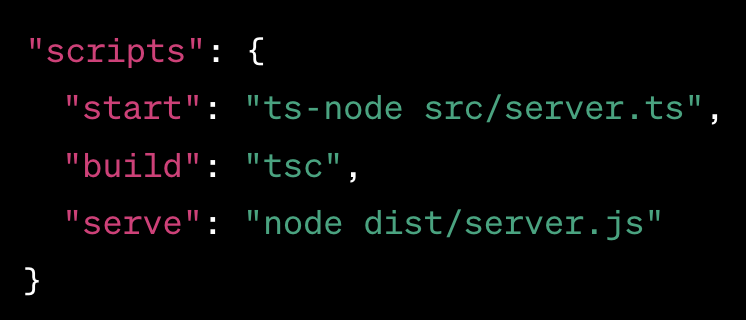 "scripts": {
  "start": "ts-node src/server.ts",
  "build": "tsc",
  "serve": "node dist/server.js"
}